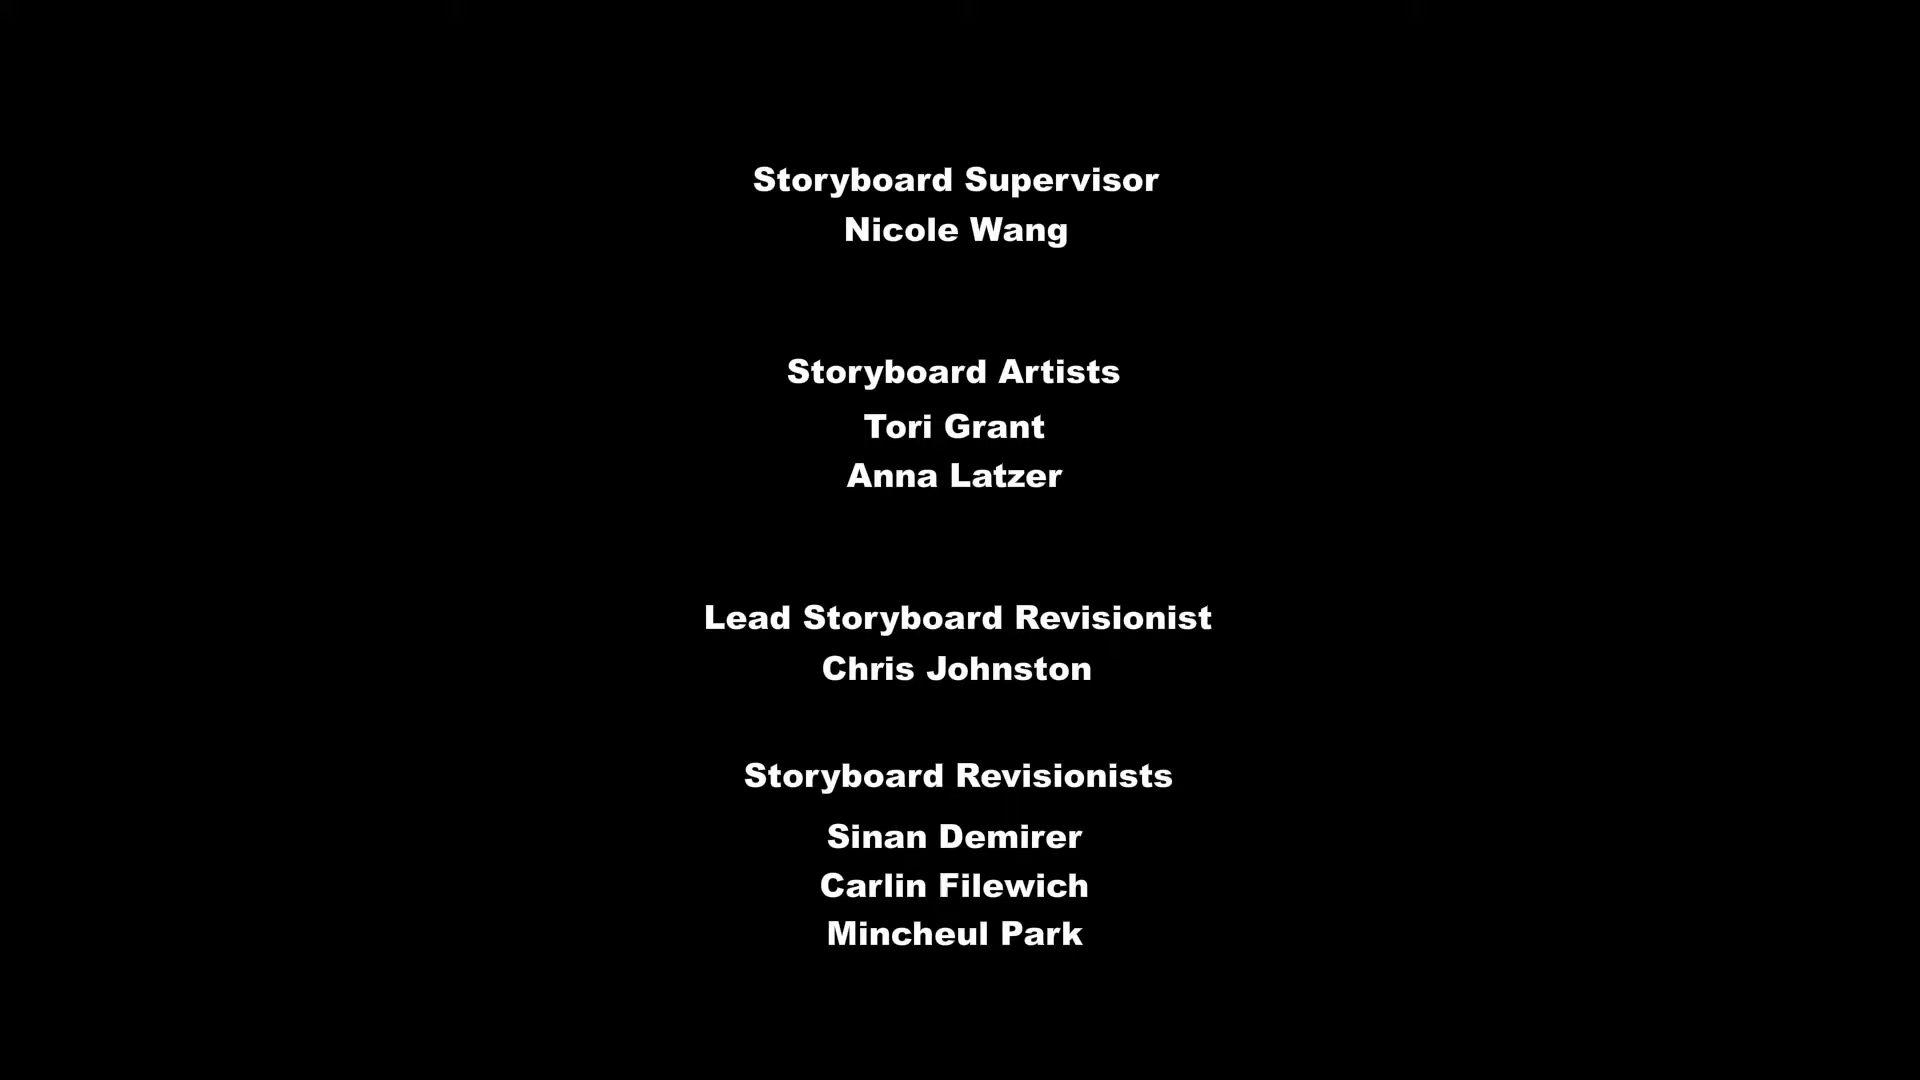 Storyboard Supervisor
Nicole Wang
Storyboard Artists
Tori Grant
Anna Latzer
Lead Storyboard Revisionist
Chris Johnston
Storyboard Revisionists
Sinan Demirer
Carlin Filewich
Mincheul Park